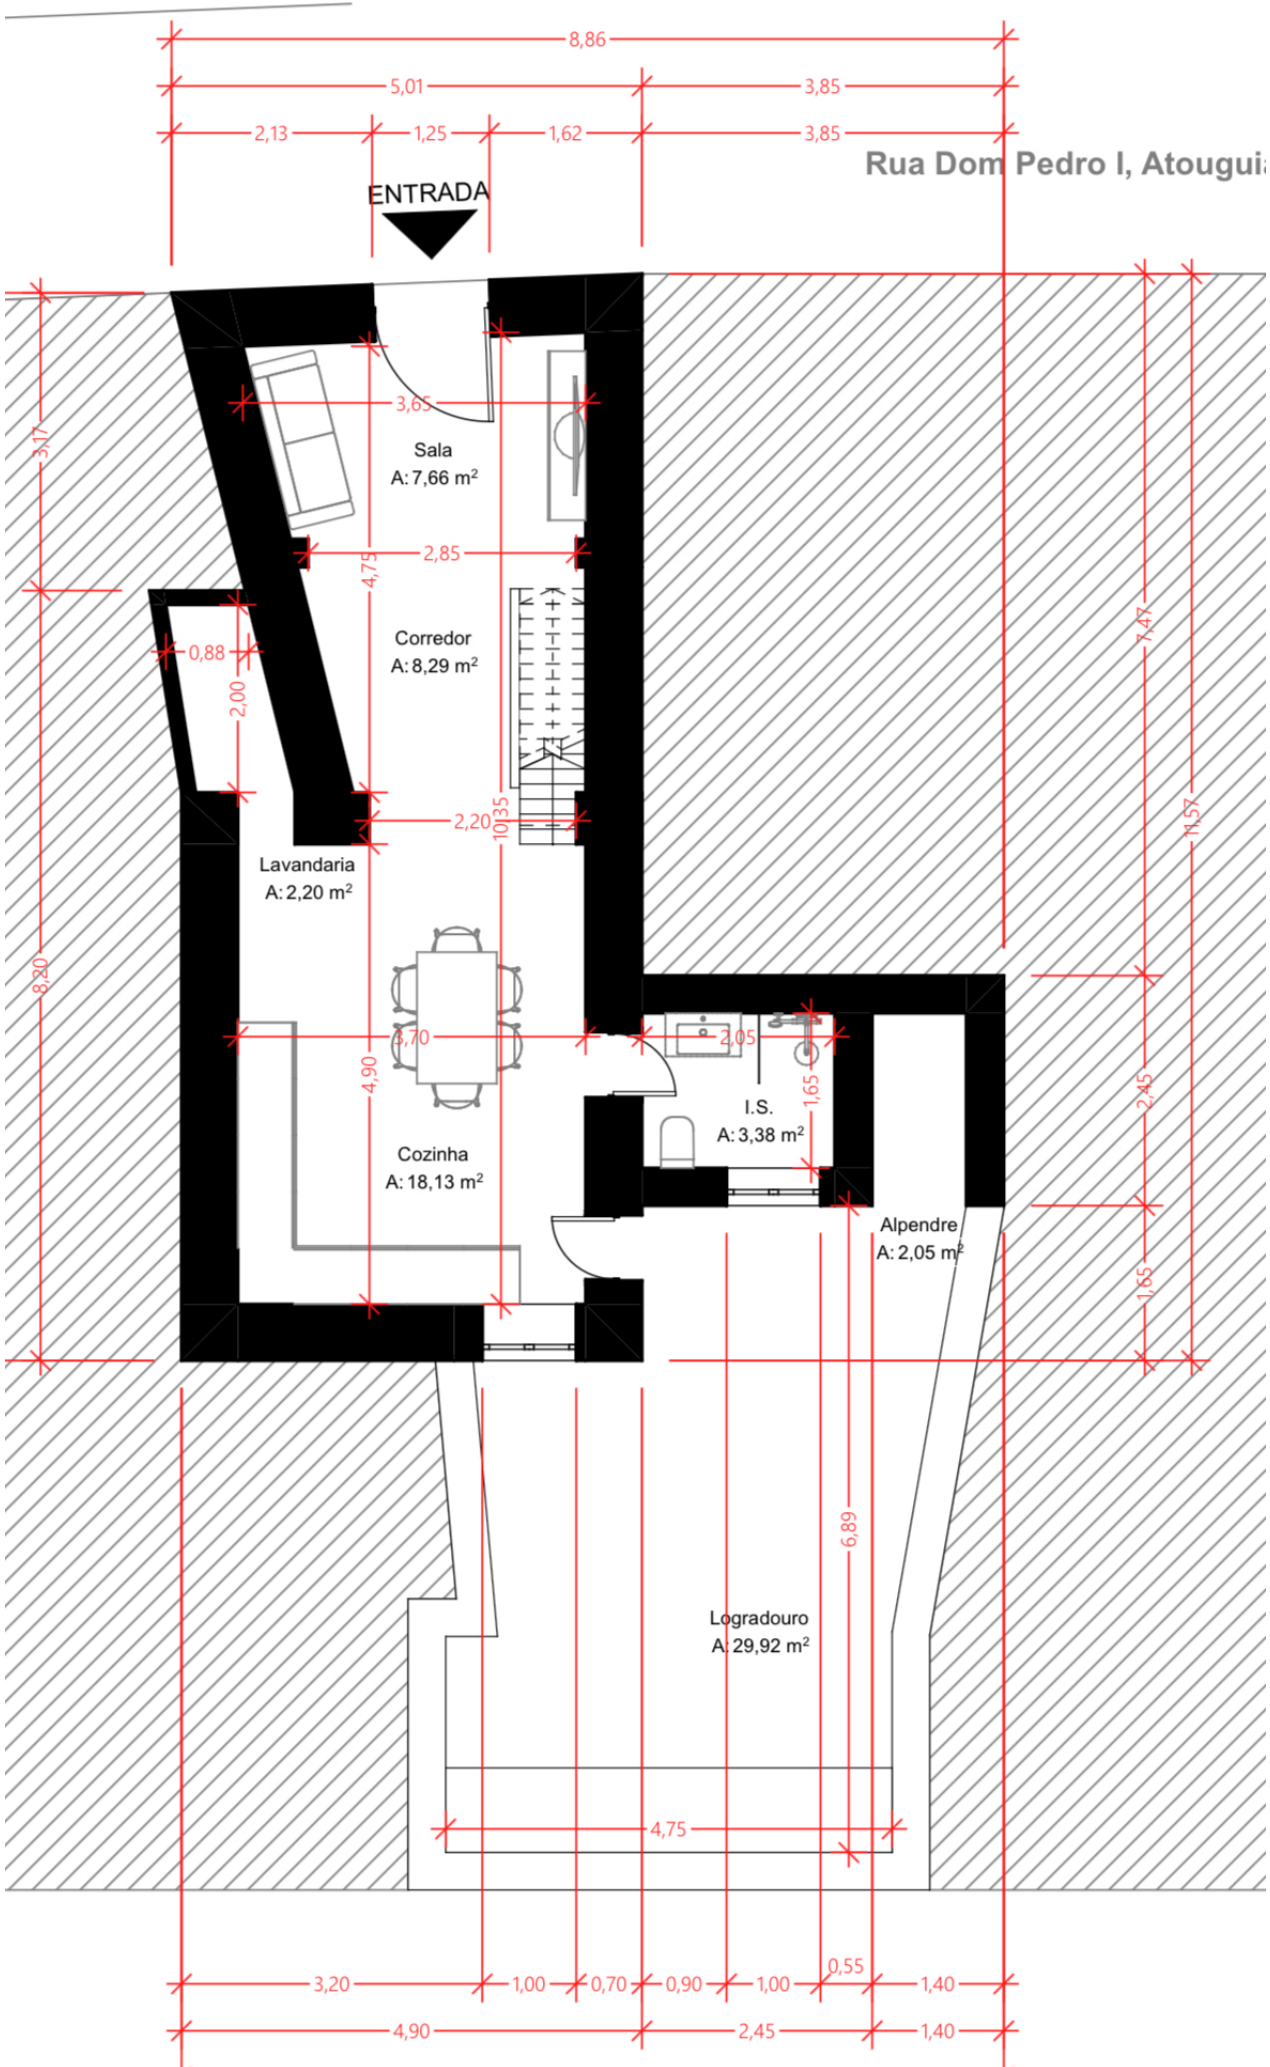 8,86
5,01
3,85
2,13
1,25
1,62
3,85
Rua Dom Pedro I, Atouguia
ENTRADA
3,17
3,65
Sala
A: 7,66 m²
2,85
4,75
7,47
Corredor
A: 8,29 m²
0,88
2,00
2,20
10,35
11,57
Lavandaria
A: 2,20 m²
8,20
3,70
2,05
4,90
1,65
2,45
I.S.
A: 3,38 m²
Cozinha
A: 18,13 m²
Alpendre
A: 2,05 m²
1,65
6,89
Logradouro
A: 29,92 m²
4,75
3,20
1,00
0,70
0,90
1,00
0,55
1,40
4,90
2,45
1,40